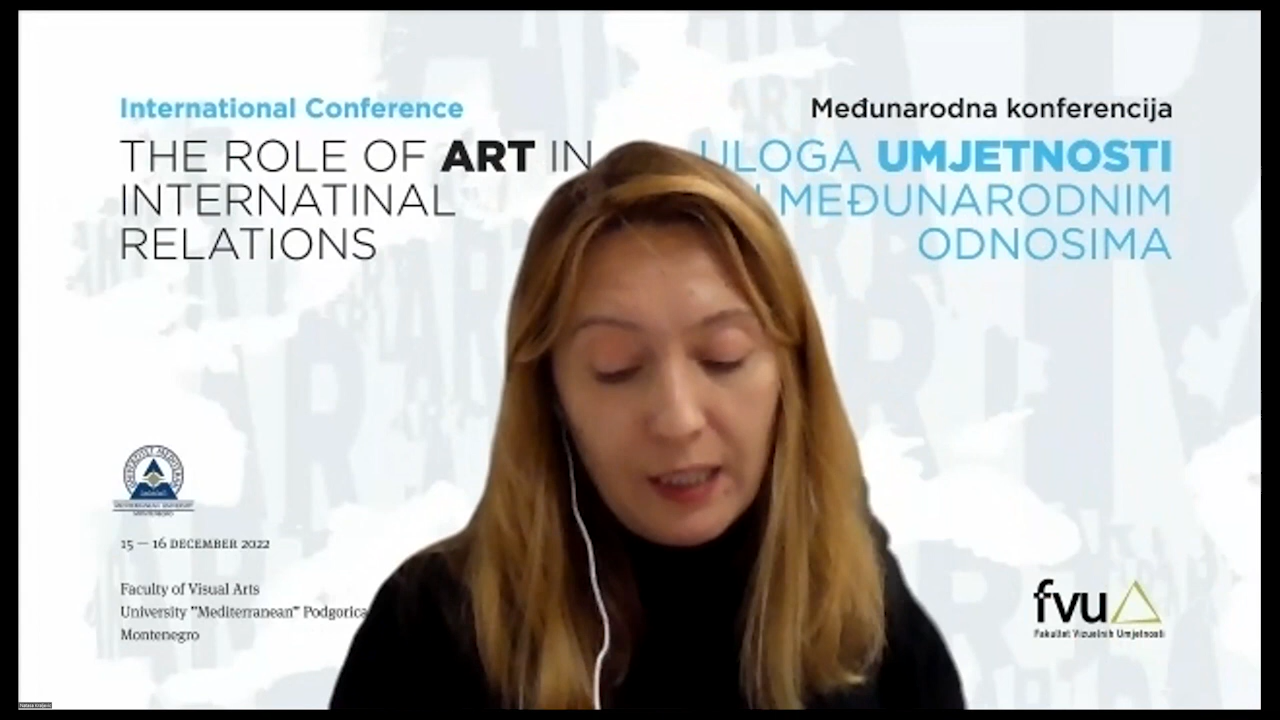 International Conference
THE ROLE OF ART IN
INTERNATINAL
RELATIONS
Međunarodna konferencija
ULOGA UMJETNOSTI
MEĐUNARODNIM
ODNOSIMA
15 — 16 DECEMBER 2022
Faculty of Visual Arts
University "Mediterranean" Podgorica
Montenegro
fvu
Fakultet Vizuelnih Umjetnosti